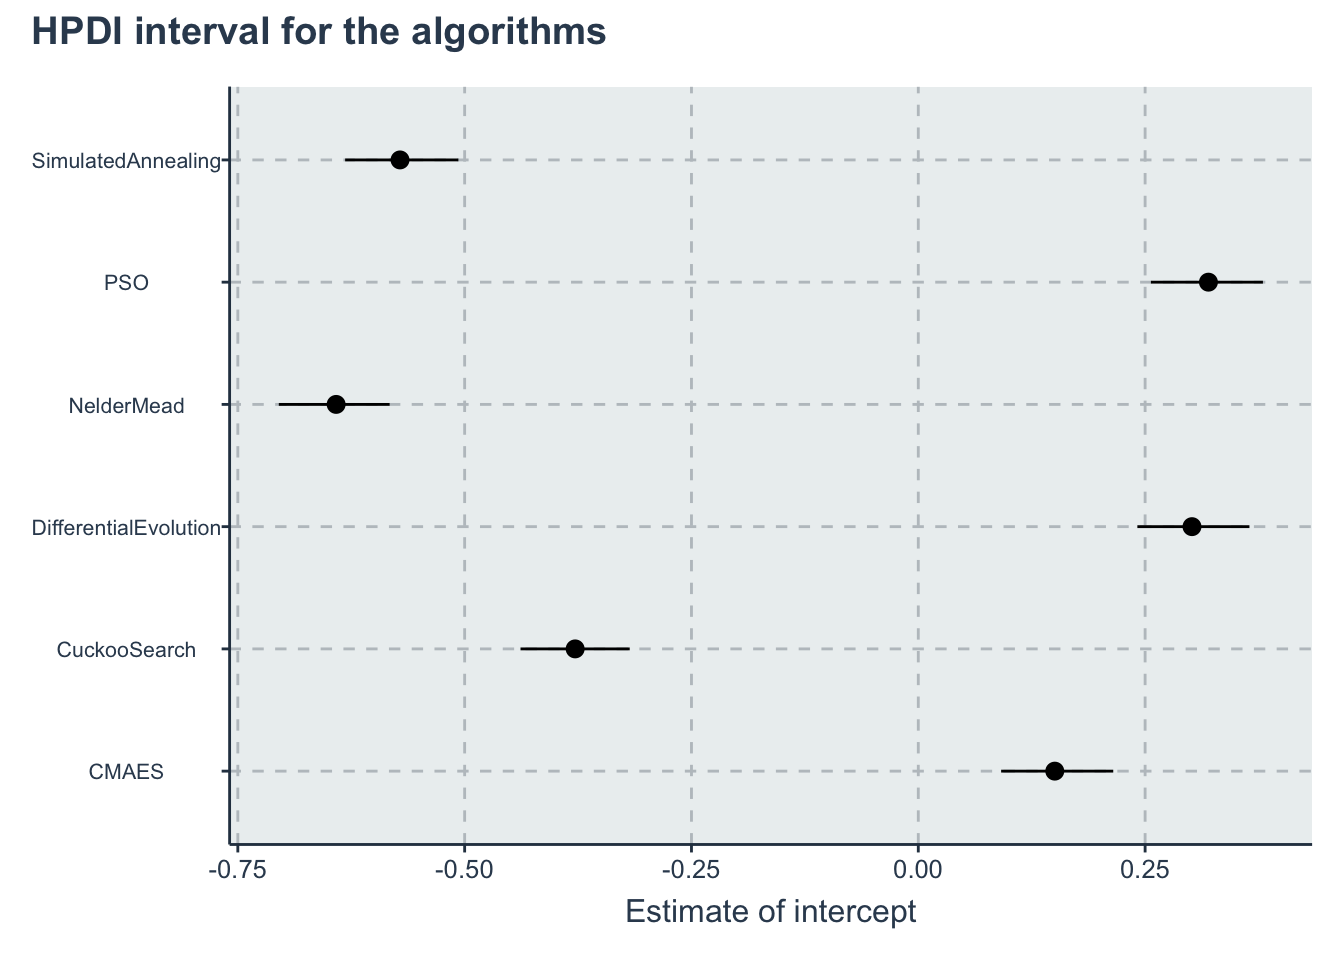 HPDI interval for the algorithms
SimulatedAnnealing
PSO
NelderMead
DifferentialEvolution
CuckooSearch
CMAES
-0.75 -0.50 -0.25 0.00 0.25
Estimate of intercept